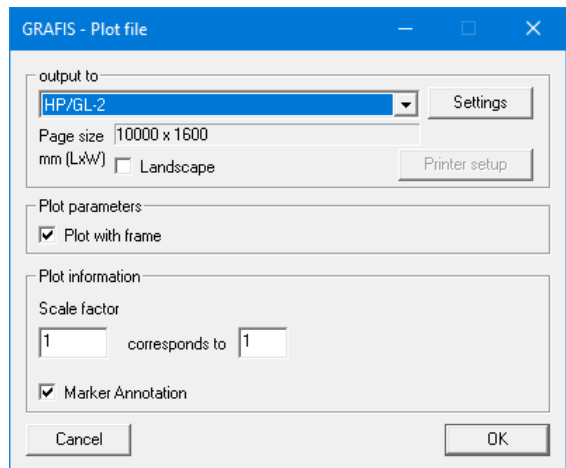 GRAFIS - Plot file
output to
HP/GL-2
Settings
Page size 10000 x 1600
mm (LxW)
Landscape
Printer setup
Plot parameters
Plot with frame
Plot information
Scale factor
1 corresponds to 1
Marker Annotation
Cancel OK